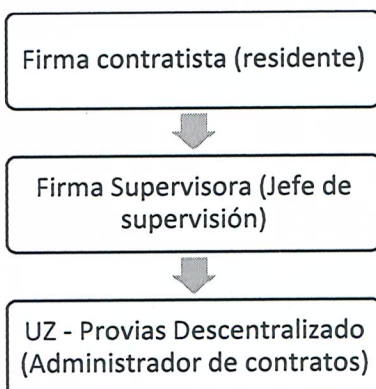 Firma contratista (residente)
Firma Supervisora (Jefe de
supervisión)
UZ - Provias Descentralizado
(Administrador de contratos)